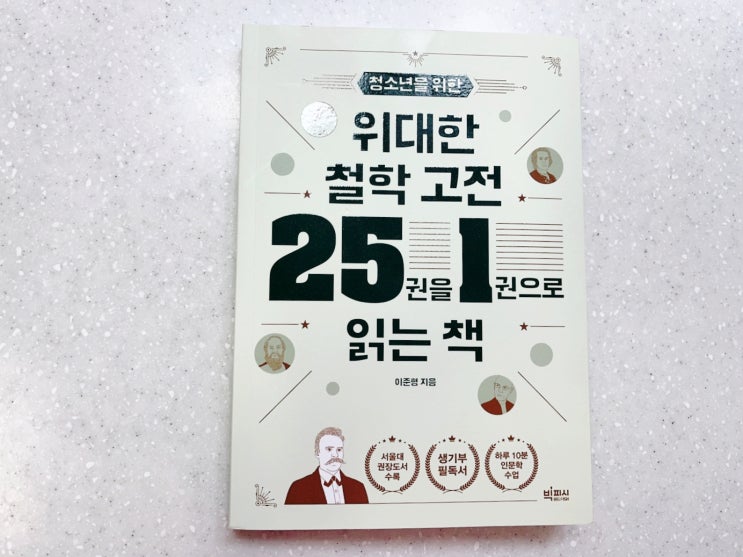 청소년을 위한
위대한
철학 고전
25권을 1권으로
읽는 책
이준형 지음
서울대
권장도서
수록
생기부
필독서
하루 10분
인문학
수업
빅피시